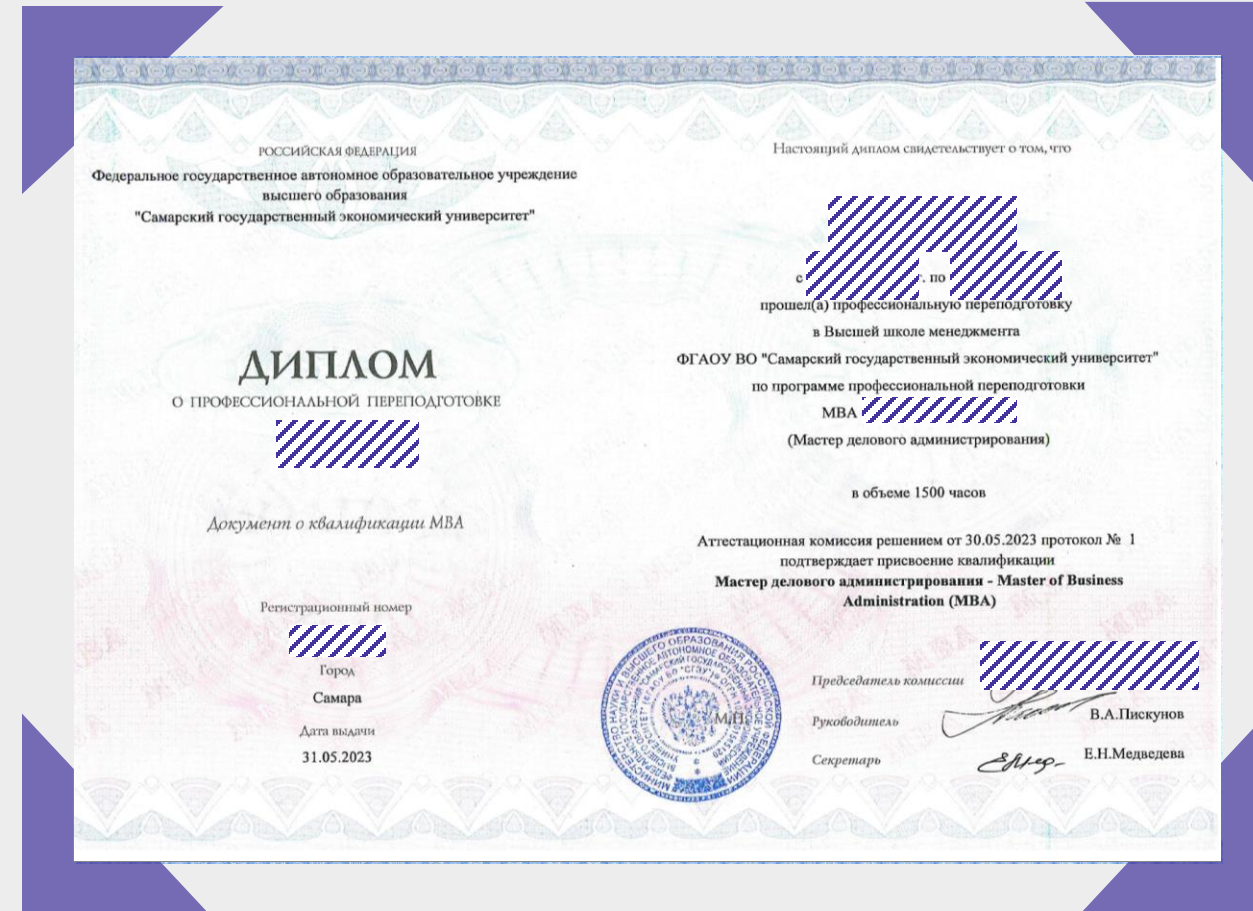 РОССИЙСКАЯ ФЕДЕРАЦИЯ
Федеральное государственное автономное образовательное учреждение
высшего образования
"Самарский государственный экономический университет"
ДИПЛОМ
О ПРОФЕССИОНАЛЬНОЙ ПЕРЕПОДГОТОВКЕ
Документ о квалификации МВА
Регистрационный номер
Город
Самара
Дата выдачи
31.05.2023
Настоящий диплом свидетельствует о том, что
с г. по
прошел(а) профессиональную переподготовку
в Высшей школе менеджмента
ФГАОУ ВО "Самарский государственный экономический университет"
по программе профессиональной переподготовки
МВА
(Мастер делового администрирования)
в объеме 1500 часов
Аттестационная комиссия решением от 30.05.2023 протокол № 1
подтверждает присвоение квалификации
Мастер делового администрирования - Master of Business
Administration (MBA)
Председатель комиссии
М.П.
Руководитель
В.А.Пискунов
Секретарь
Е.Н.Медведева